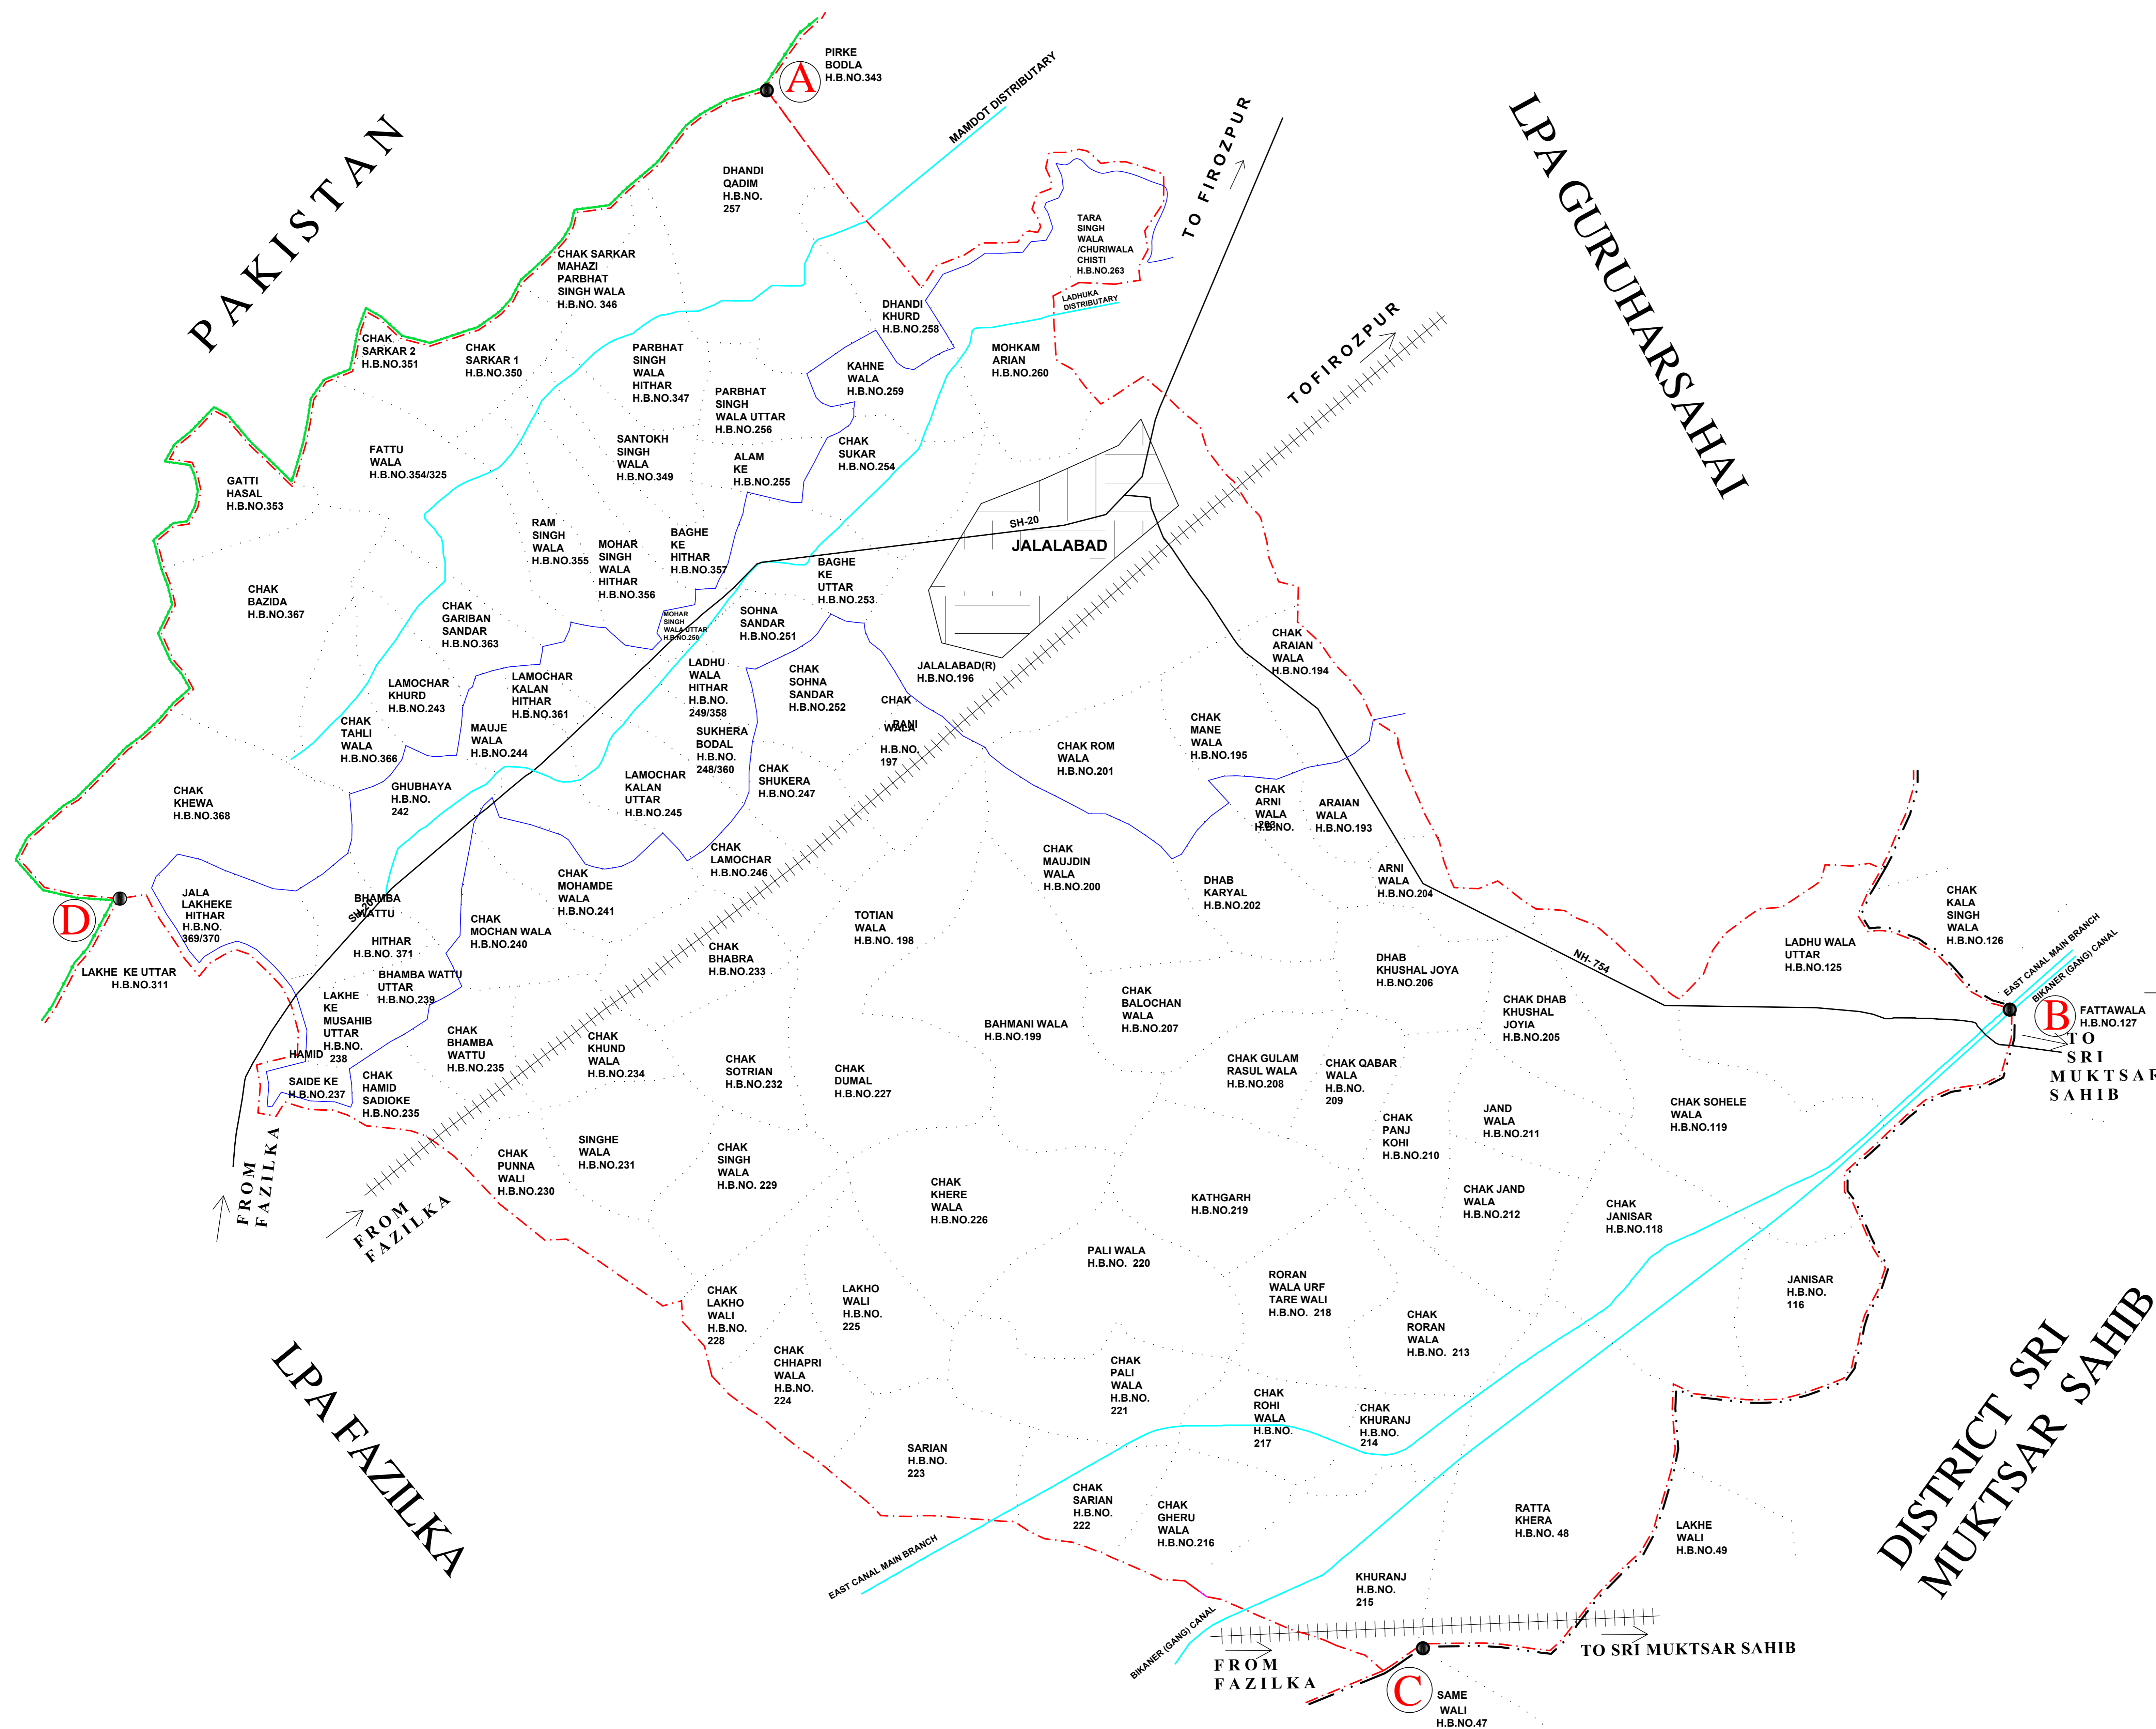 PIRKE
BODLA
H.B.NO.343
A
MAMDOT DISTRIBUTARY
PAKISTAN
TO FIROZPUR
LPA GURUHARSAHAI
DHANDI
QADIM
H.B.NO.
257
TARA
SINGH
WALA
/CHURIWALA
CHISTI
H.B.NO.263
CHAK SARKAR
MAHAZI
PARBHAT
SINGH WALA
H.B.NO. 346
LADHUKA
DISTRIBUTARY
DHANDI
KHURD
H.B.NO.258
TOFIROZPUR
CHAK
SARKAR 2
H.B.NO.351
CHAK
SARKAR 1
H.B.NO.350
PARBHAT
SINGH
WALA
HITHAR
H.B.NO.347
MOHKAM
ARIAN
H.B.NO.260
KAHNE
WALA
H.B.NO.259
PARBHAT
SINGH
WALA UTTAR
H.B.NO.256
FATTU
WALA
H.B.NO.354/325
SANTOKH
SINGH
WALA
H.B.NO.349
ALAM
KE
H.B.NO.255
CHAK
SUKAR
H.B.NO.254
GATTI
HASAL
H.B.NO.353
RAM
SINGH
WALA
H.B.NO.355
MOHAR
SINGH
WALA
HITHAR
H.B.NO.356
BAGHE
KE
HITHAR
H.B.NO.357
SH-20
JALALABAD
BAGHE
KE
UTTAR
H.B.NO.253
CHAK
BAZIDA
H.B.NO.367
CHAK
GARIBAN
SANDAR
H.B.NO.363
MOHAR
SINGH
WALA UTTAR
H.B.NO.250
SOHNA
SANDAR
H.B.NO.251
CHAK
ARAIAN
WALA
H.B.NO.194
LAMOCHAR
KHURD
H.B.NO.243
LAMOCHAR
KALAN
HITHAR
H.B.NO.361
LADHU
WALA
HITHAR
H.B.NO.
249/358
CHAK
SOHNA
SANDAR
H.B.NO.252
JALALABAD(R)
H.B.NO.196
CHAK
TAHLI
WALA
H.B.NO.366
MAUJE
WALA
H.B.NO.244
SUKHERA
BODAL
H.B.NO.
248/360
CHAK
RANI
WALA
H.B.NO.
197
CHAK ROM
WALA
H.B.NO.201
CHAK
MANE
WALA
H.B.NO.195
CHAK
KHEWA
H.B.NO.368
GHUBHAYA
H.B.NO.
242
LAMOCHAR
KALAN
UTTAR
H.B.NO.245
CHAK
SHUKERA
H.B.NO.247
CHAK
ARNI
WALA
H.B.NO.
203
ARAIAN
WALA
H.B.NO.193
CHAK
LAMOCHAR
H.B.NO.246
CHAK
MAUJDIN
WALA
H.B.NO.200
DHAB
KARYAL
H.B.NO.202
ARNI
WALA
H.B.NO.204
D
JALA
LAKHEKE
HITHAR
H.B.NO.
369/370
SH-20
BHAMBA
WATTU
HITHAR
H.B.NO. 371
CHAK
MOHAMDE
WALA
H.B.NO.241
CHAK
MOCHAN WALA
H.B.NO.240
TOTIAN
WALA
H.B.NO. 198
CHAK
BHABRA
H.B.NO.233
DHAB
KHUSHAL JOYA
H.B.NO.206
NH- 754
LADHU WALA
UTTAR
H.B.NO.125
CHAK
KALA
SINGH
WALA
H.B.NO.126
EAST CANAL MAIN BRANCH
BIKANER (GANG) CANAL
B
FATTAWALA
H.B.NO.127
TO
SRI
MUKTSAR
SAHIB
LAKHE KE UTTAR
H.B.NO.311
BHAMBA WATTU
UTTAR
H.B.NO.239
LAKHE
KE
MUSAHIB
UTTAR
H.B.NO.
238
CHAK
BHAMBA
WATTU
H.B.NO.235
CHAK
KHUND
WALA
H.B.NO.234
CHAK
SOTRIAN
H.B.NO.232
CHAK
DUMAL
H.B.NO.227
BAHMANI WALA
H.B.NO.199
CHAK
BALOCHAN
WALA
H.B.NO.207
CHAK DHAB
KHUSHAL
JOYIA
H.B.NO.205
CHAK GULAM
RASUL WALA
H.B.NO.208
CHAK QABAR
WALA
H.B.NO.
209
HAMID
SAIDE KE
H.B.NO.237
CHAK
HAMID
SADIOKE
H.B.NO.235
CHAK
PANJ
KOHI
H.B.NO.210
JAND
WALA
H.B.NO.211
CHAK SOHELE
WALA
H.B.NO.119
FROM
FAZILKA
FROM
FAZILKA
CHAK
PUNNA
WALI
H.B.NO.230
SINGHE
WALA
H.B.NO.231
CHAK
SINGH
WALA
H.B.NO. 229
CHAK
KHERE
WALA
H.B.NO.226
KATHGARH
H.B.NO.219
CHAK JAND
WALA
H.B.NO.212
CHAK
JANISAR
H.B.NO.118
PALI WALA
H.B.NO. 220
RORAN
WALA URF
TARE WALI
H.B.NO. 218
JANISAR
H.B.NO.
116
CHAK
LAKHO
WALI
H.B.NO.
228
LAKHO
WALI
H.B.NO.
225
CHAK
RORAN
WALA
H.B.NO. 213
LPA FAZILKA
CHAK
CHHAPRI
WALA
H.B.NO.
224
CHAK
PALI
WALA
H.B.NO.
221
CHAK
ROHI
WALA
H.B.NO.
217
CHAK
KHURANJ
H.B.NO.
214
DISTRICT SRI
MUKTSAR SAHIB
SARIAN
H.B.NO.
223
CHAK
SARIAN
H.B.NO.
222
CHAK
GHERU
WALA
H.B.NO.216
RATTA
KHERA
H.B.NO. 48
LAKHE
WALI
H.B.NO.49
EAST CANAL MAIN BRANCH
KHURANJ
H.B.NO.
215
BIKANER (GANG) CANAL
FROM
FAZILKA
TO SRI MUKTSAR SAHIB
C
SAME
WALI
H.B.NO.47